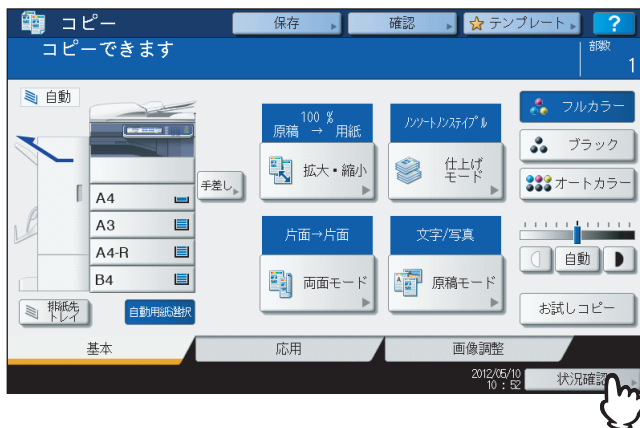 コピー
保存
確認
テンプレート
?
コピーできます
部数
1
自動
A4
A3
A4-R
B4
手差し
排紙先
トレイ
自動用紙選択
100 %
原稿 → 用紙
拡大・縮小
ノンソートノンステイプル
仕上げ
モード
片面→片面
両面モード
文字/写真
原稿モード
フルカラー
ブラック
オートカラー
自動
お試しコピー
基本
応用
画像調整
2012/05/10
10:52
状況確認